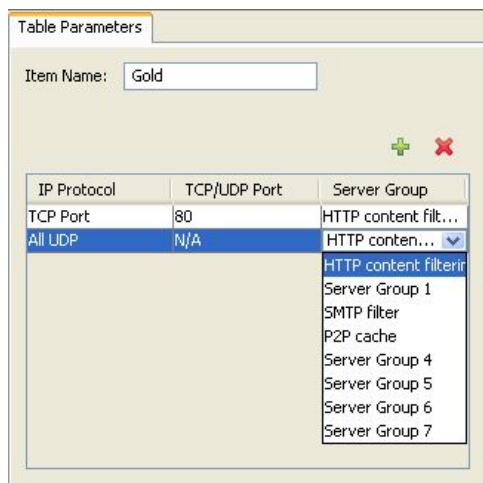 Table Parameters
Item Name: Gold
IP Protocol TCP/UDP Port Server Group
TCP Port 80 HTTP content filt...
All UDP N/A HTTP conten...
HTTP content filterin
Server Group 1
SMTP filter
P2P cache
Server Group 4
Server Group 5
Server Group 6
Server Group 7